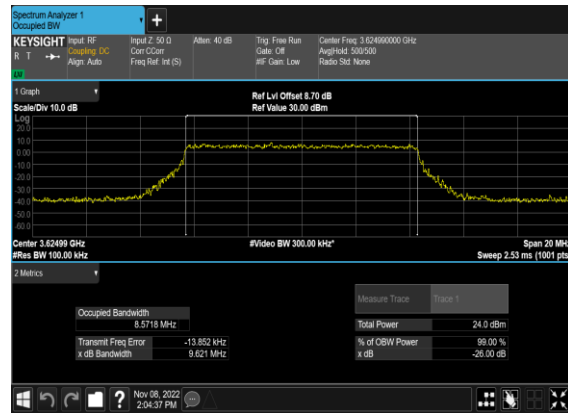 Spectrum Analyzer 1
Occupied BW
+
KEYSIGHT Input: RF Input Z: 50 Ω Atten: 40 dB Trig: Free Run Center Freq: 3.624990000 GHz
R T Coupling: DC Corr CCorr Gate: Off Avg|Hold: 500/500
Align: Auto Freq Ref: Int (S) #IF Gain: Low Radio Std: None
1 Graph
Scale/Div 10.0 dB Ref Lvl Offset 8.70 dB
Ref Value 30.00 dBm
Log
20.0
10.0
0.00
-10.0
-20.0
-30.0
-40.0
-50.0
-60.0
Center 3.62499 GHz #Video BW 300.00 kHz* Span 20 MHz
#Res BW 100.00 kHz Sweep 2.53 ms (1001 pts)
2 Metrics
Measure Trace Trace 1
Occupied Bandwidth
8.5718 MHz Total Power 24.0 dBm
Transmit Freq Error -13.852 kHz % of OBW Power 99.00 %
x dB Bandwidth 9.621 MHz x dB -26.00 dB
? Nov 08, 2022
2:04:37 PM